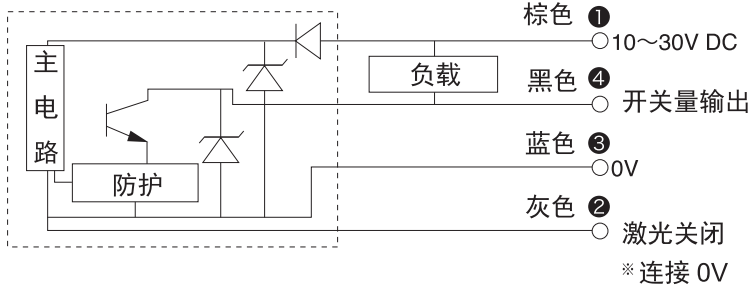 棕色 ❶
10～30V DC
主电路
负载
黑色 ❹
开关量输出
蓝色 ❸
0V
防护
灰色 ❷
激光关闭
※连接 0V